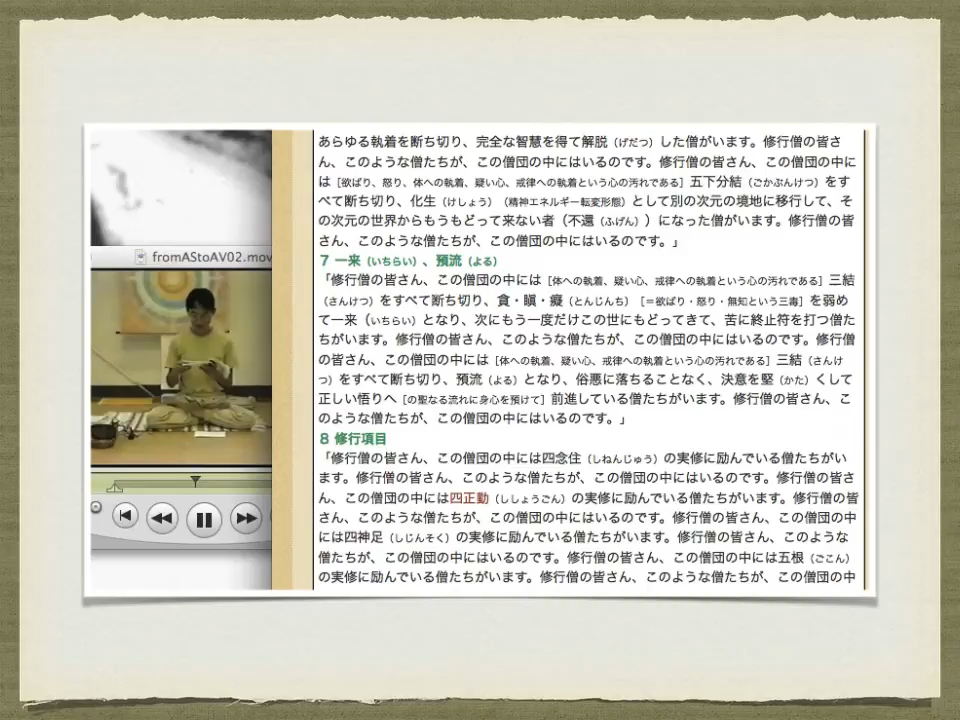 fromAStoAV02.mov
あらゆる執着を断ち切り、完全な智慧を得て解脱（げだつ）した僧がいます。修行僧の皆さ
ん、このような僧たちが、この僧団の中にはいるのです。修行僧の皆さん、この僧団の中に
は［欲ばり、怒り、体への執着、疑い心、戒律への執着という心の汚れである］五下分結（ごかぶんけつ）をす
べて断ち切り、化生（けしょう）（精神エネルギー転変形態）として別の次元の境地に移行して、そ
の次元の世界からもうもどって来ない者（不還（ふげん））になった僧がいます。修行僧の皆
さん、このような僧たちが、この僧団の中にはいるのです。」
7 一来（いちらい）、預流（よる）
「修行僧の皆さん、この僧団の中には［体への執着、疑い心、戒律への執着という心の汚れである］三結
（さんけつ）をすべて断ち切り、貪・瞋・癡（とんじんち）［＝欲ばり・怒り・無知という三毒］を弱め
て一来（いちらい）となり、次にもう一度だけこの世にもどってきて、苦に終止符を打つ僧た
ちがいます。修行僧の皆さん、このような僧たちが、この僧団の中にはいるのです。修行僧
の皆さん、この僧団の中には［体への執着、疑い心、戒律への執着という心の汚れである］三結（さんけ
つ）をすべて断ち切り、預流（よる）となり、俗悪に落ちることなく、決意を堅（かた）くして
正しい悟りへ［の聖なる流れに身心を預けて］前進している僧たちがいます。修行僧の皆さん、こ
のような僧たちが、この僧団の中にはいるのです。」
8 修行項目
「修行僧の皆さん、この僧団の中には四念住（しねんじゅう）の実修に励んでいる僧たちがい
ます。修行僧の皆さん、このような僧たちが、この僧団の中にはいるのです。修行僧の皆さ
ん、この僧団の中には四正勤（ししょうごん）の実修に励んでいる僧たちがいます。修行僧の皆
さん、このような僧たちが、この僧団の中にはいるのです。修行僧の皆さん、この僧団の中
には四神足（しじんそく）の実修に励んでいる僧たちがいます。修行僧の皆さん、このような
僧たちが、この僧団の中にはいるのです。修行僧の皆さん、この僧団の中には五根（ごこん）
の実修に励んでいる僧たちがいます。修行僧の皆さん、このような僧たちが、この僧団の中